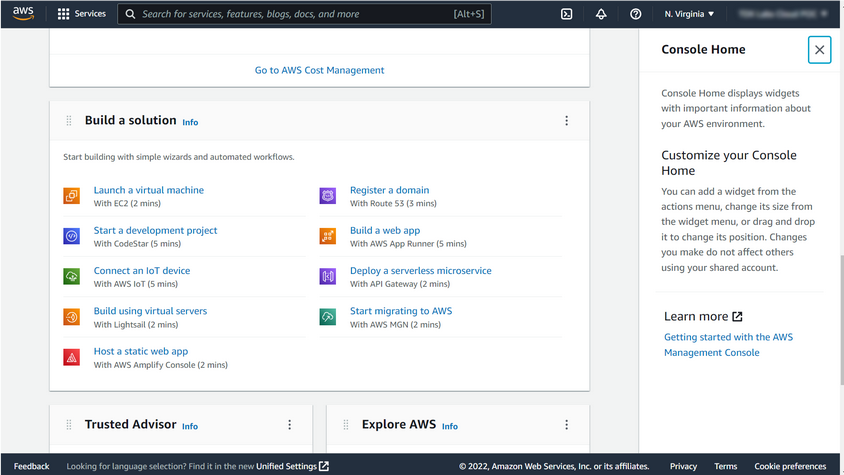 aws
Services
Search for services, features, blogs, docs, and more
[Alt+S]
N. Virginia
Go to AWS Cost Management
Build a solution Info
Start building with simple wizards and automated workflows.
Launch a virtual machine
With EC2 (2 mins)
Start a development project
With CodeStar (5 mins)
Connect an IoT device
With AWS IoT (5 mins)
Build using virtual servers
With Lightsail (2 mins)
Host a static web app
With AWS Amplify Console (2 mins)
Register a domain
With Route 53 (3 mins)
Build a web app
With AWS App Runner (5 mins)
Deploy a serverless microservice
With API Gateway (2 mins)
Start migrating to AWS
With AWS MGN (2 mins)
Trusted Advisor Info
Explore AWS Info
Console Home
Console Home displays widgets
with important information about
your AWS environment.
Customize your Console
Home
You can add a widget from the
actions menu, change its size from
the widget menu, or drag and drop
it to change its position. Changes
you make do not affect others
using your shared account.
Learn more
Getting started with the AWS
Management Console
Feedback
Looking for language selection? Find it in the new Unified Settings
© 2022, Amazon Web Services, Inc. or its affiliates.
Privacy
Terms
Cookie preferences